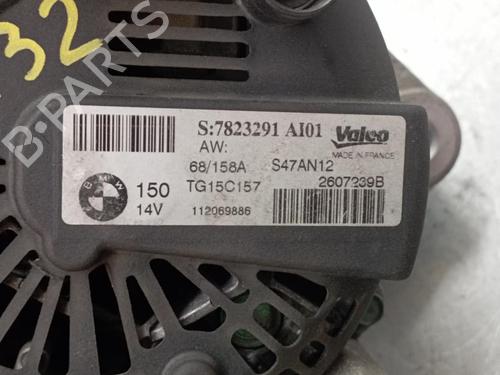 32
B-PARTS
S:7823291 AI01
Valeo
AW:
MADE IN FRANCE
68/158A S47AN12
BMW
150 TG15C157 2607239B
14V 112069886